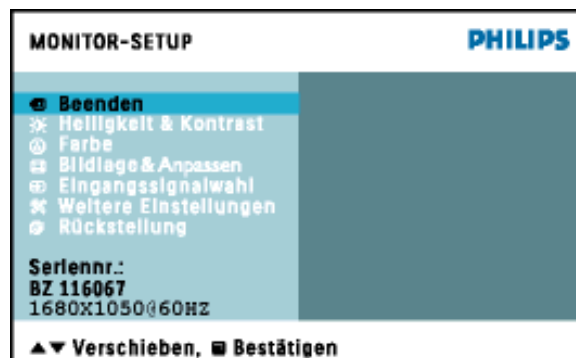 MONITOR-SETUP PHILIPS
Beenden
Helligkeit & Kontrast
Farbe
Bildlage & Anpassen
Eingangssignalwahl
Weitere Einstellungen
Rückstellung
Serlennr.:
BZ 116067
1680X1050@60HZ
▲▼ Verschieben, Bestätigen